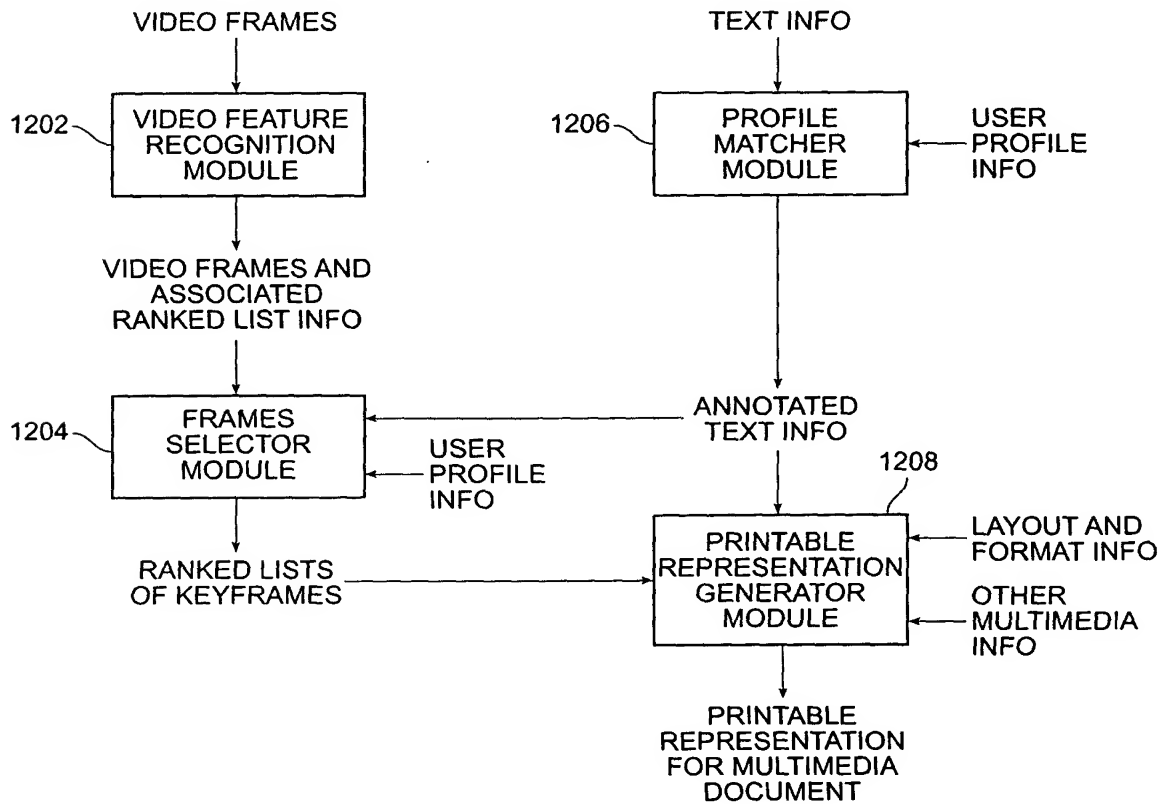 VIDEO FRAMES
TEXT INFO
1202
VIDEO FEATURE
RECOGNITION
MODULE
1206
PROFILE
MATCHER
MODULE
USER
PROFILE
INFO
VIDEO FRAMES AND
ASSOCIATED
RANKED LIST INFO
1204
FRAMES
SELECTOR
MODULE
USER
PROFILE
INFO
ANNOTATED
TEXT INFO
1208
RANKED LISTS
OF KEYFRAMES
PRINTABLE
REPRESENTATION
GENERATOR
MODULE
LAYOUT AND
FORMAT INFO
OTHER
MULTIMEDIA
INFO
PRINTABLE
REPRESENTATION
FOR MULTIMEDIA
DOCUMENT